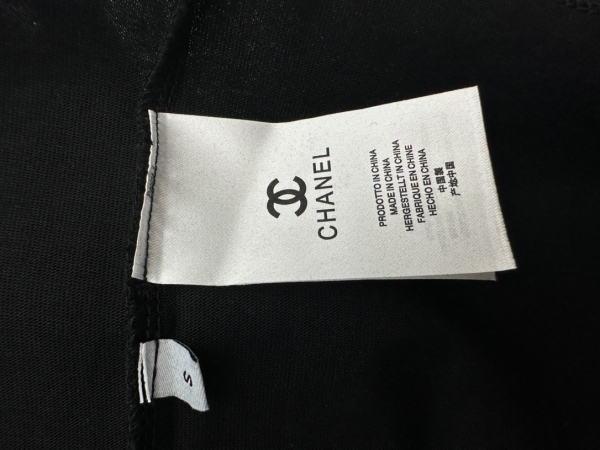 CHANEL
PRODOTTO IN CHINA
MADE IN CHINA
HERGESTELLT IN CHINA
FABRIQUE EN CHINE
HECHO EN CHINA
中国製
产地中国
S